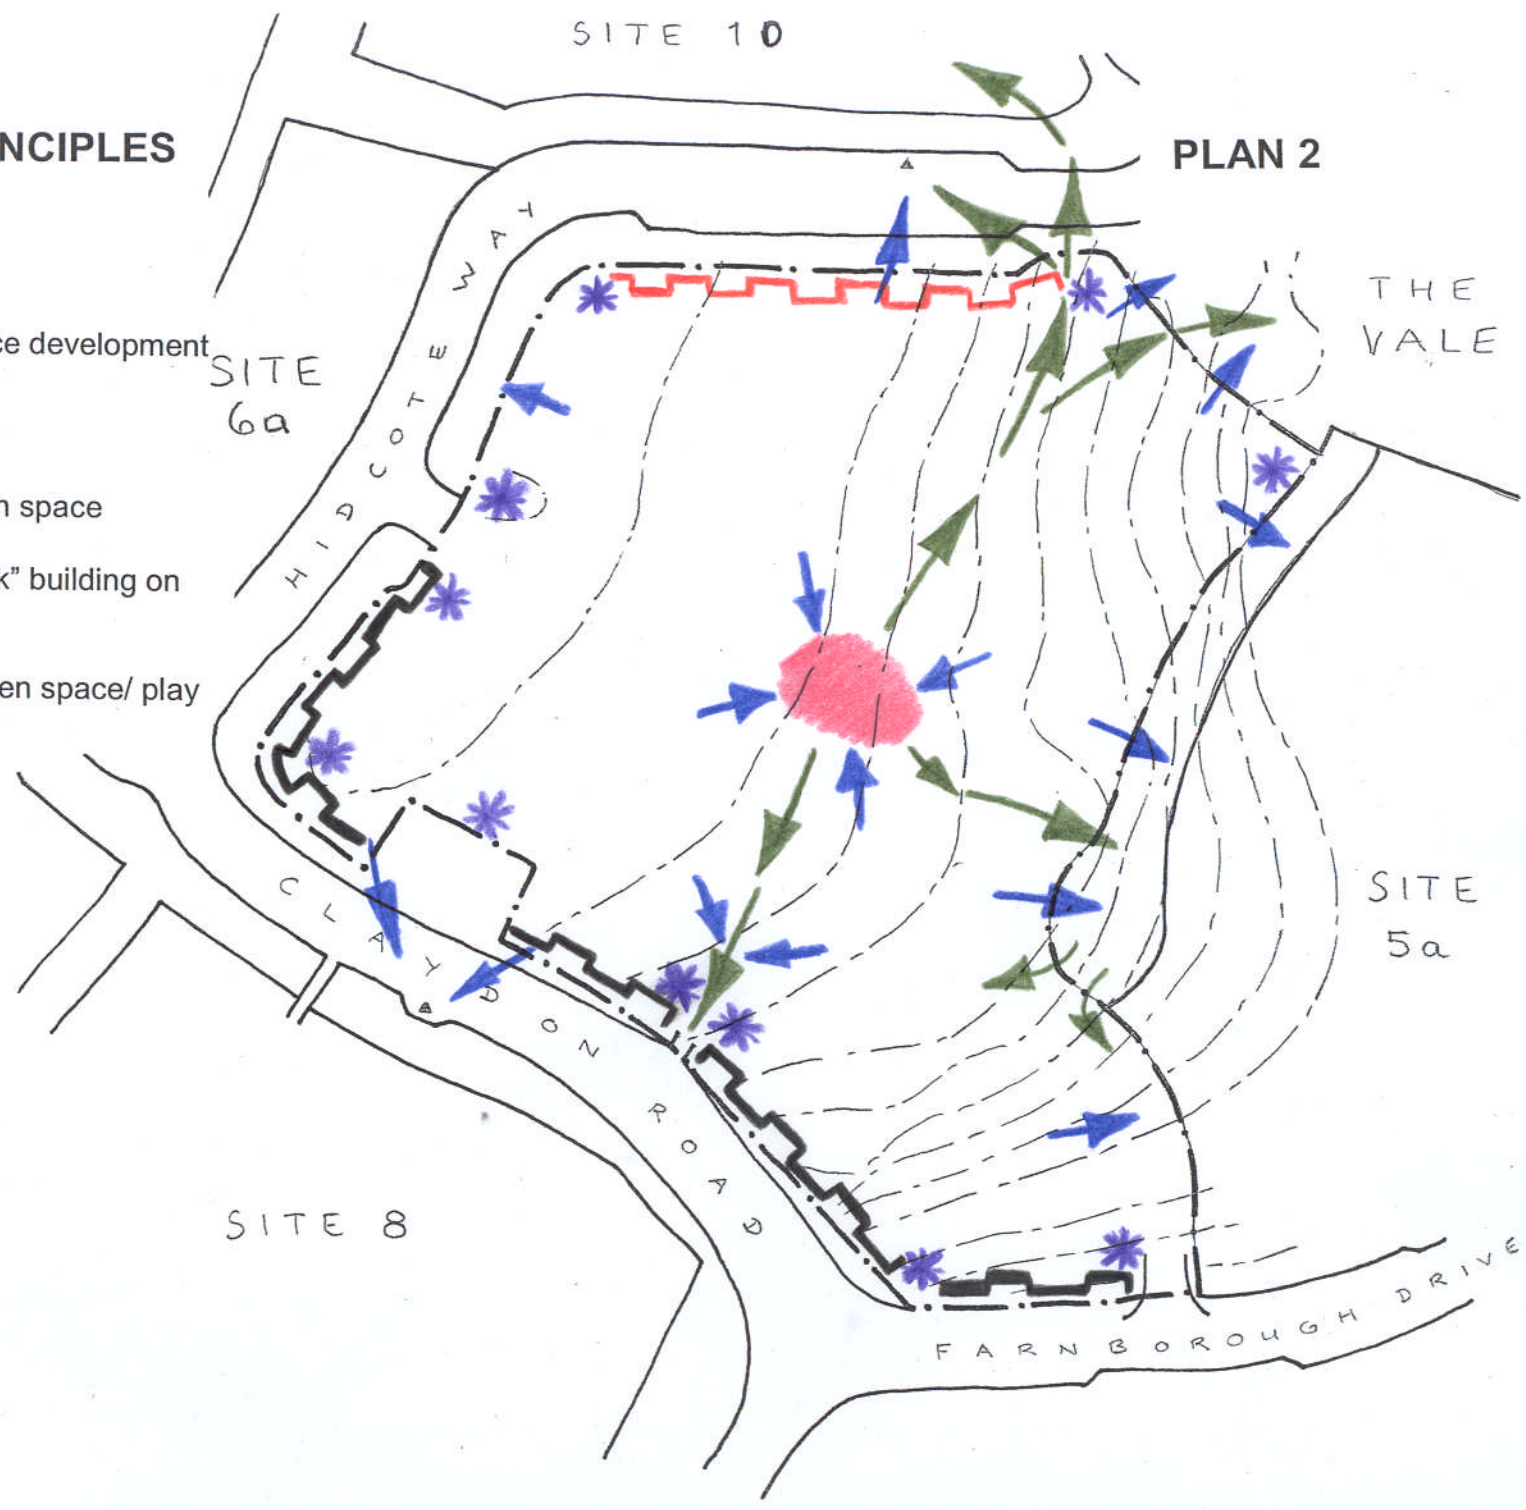 SITE 10
NCIPLES
PLAN 2
HIDCOTE WAY
THE
VALE
ce development
SITE
6a
n space
k” building on
en space/ play
CLAYDON ROAD
SITE
5a
SITE 8
FARNBOROUGH DRIVE